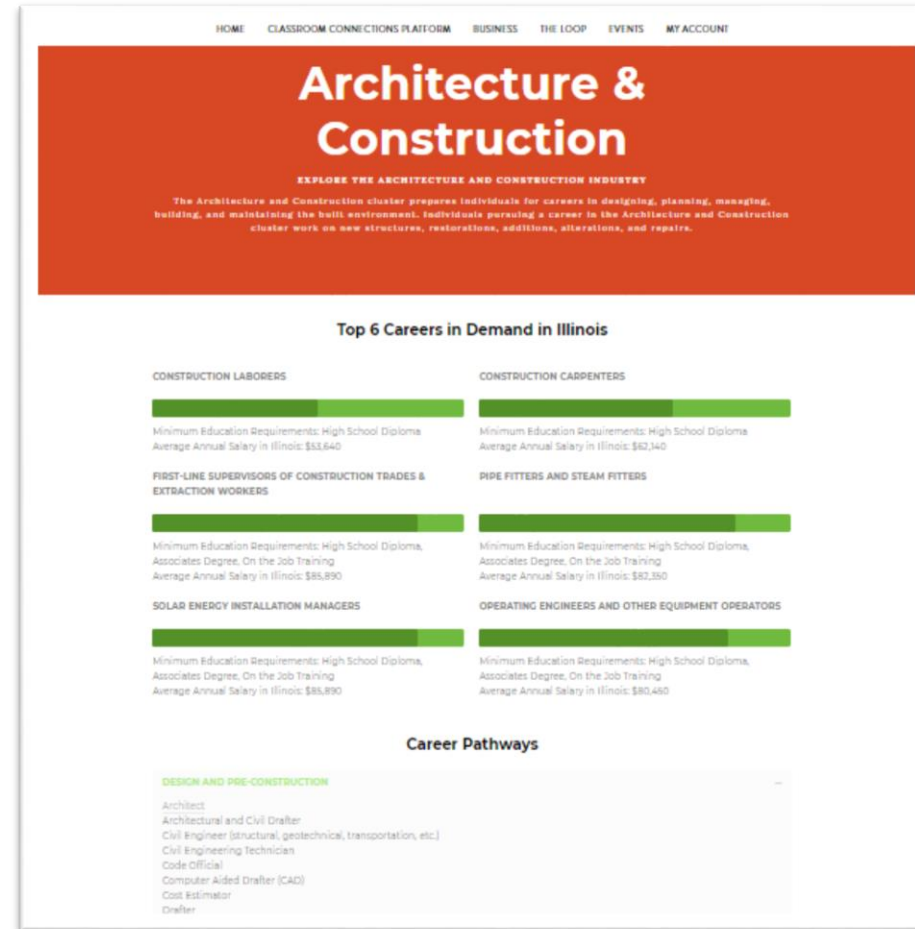 HOME CLASSROOM CONNECTIONS PLATFORM BUSINESS THE LOOP EVENTS MY ACCOUNT
Architecture &
Construction
EXPLORE THE ARCHITECTURE AND CONSTRUCTION INDUSTRY
The Architecture and Construction cluster prepares individuals for careers in designing, planning, managing,
building, and maintaining the built environment. Individuals pursuing a career in the Architecture and Construction
cluster work on new structures, restorations, additions, alterations, and repairs.
Top 6 Careers in Demand in Illinois
CONSTRUCTION LABORERS
Minimum Education Requirements: High School Diploma
Average Annual Salary in Illinois: $53,640
CONSTRUCTION CARPENTERS
Minimum Education Requirements: High School Diploma
Average Annual Salary in Illinois: $62,140
FIRST-LINE SUPERVISORS OF CONSTRUCTION TRADES &
EXTRACTION WORKERS
Minimum Education Requirements: High School Diploma,
Associates Degree, On the Job Training
Average Annual Salary in Illinois: $85,890
PIPE FITTERS AND STEAM FITTERS
Minimum Education Requirements: High School Diploma,
Associates Degree, On the Job Training
Average Annual Salary in Illinois: $82,350
SOLAR ENERGY INSTALLATION MANAGERS
Minimum Education Requirements: High School Diploma,
Associates Degree, On the Job Training
Average Annual Salary in Illinois: $85,890
OPERATING ENGINEERS AND OTHER EQUIPMENT OPERATORS
Minimum Education Requirements: High School Diploma,
Associates Degree, On the Job Training
Average Annual Salary in Illinois: $80,460
Career Pathways
DESIGN AND PRE-CONSTRUCTION
Architect
Architectural and Civil Drafter
Civil Engineer (structural, geotechnical, transportation, etc.)
Civil Engineering Technician
Code Official
Computer Aided Drafter (CAD)
Cost Estimator
Drafter